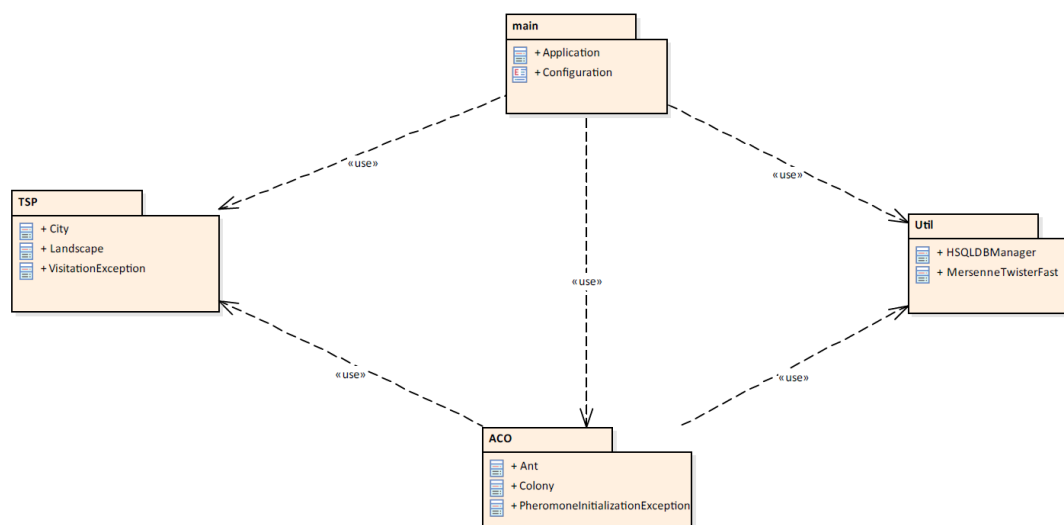 main
+ Application
+ Configuration
«use»
«use»
TSP
+ City
+ Landscape
+ VisitationException
Util
+ HSQLDBManager
+ MersenneTwisterFast
«use»
«use»
«use»
ACO
+ Ant
+ Colony
+ PheromoneInitializationException